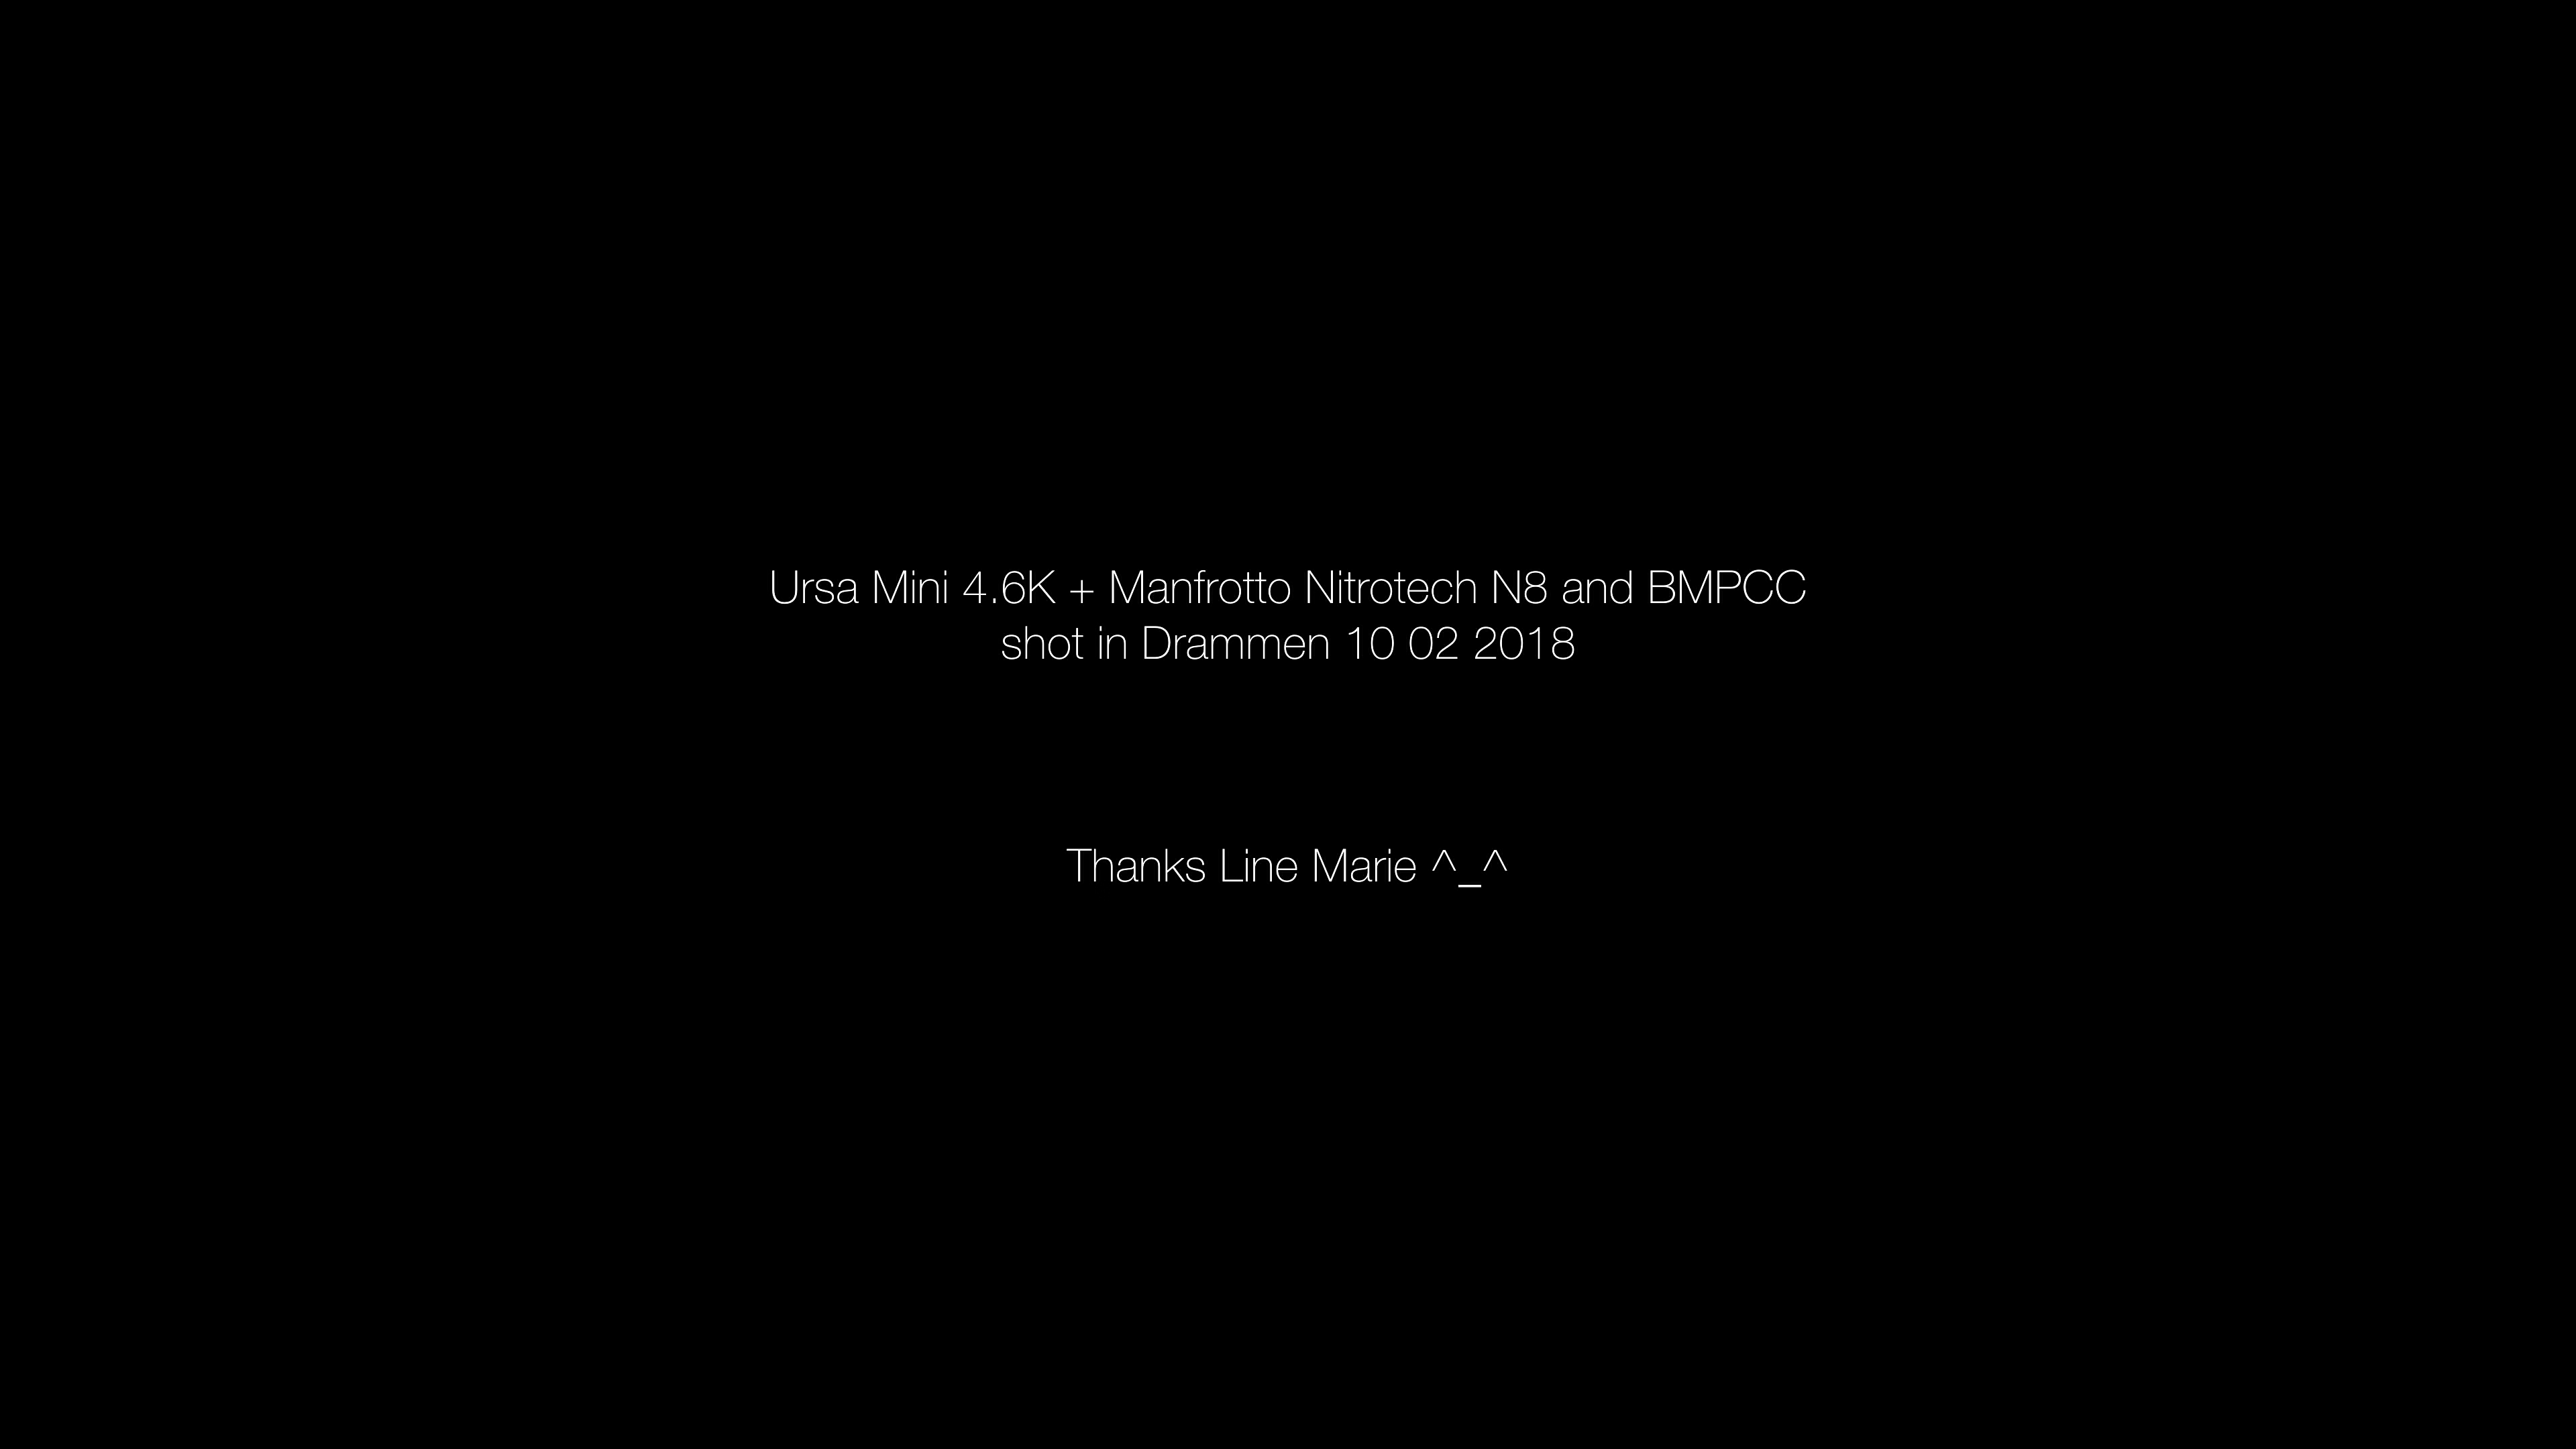 Ursa Mini 4.6K + Manfrotto Nitrotech N8 and BMPCC
shot in Drammen 10 02 2018
Thanks Line Marie ^_^